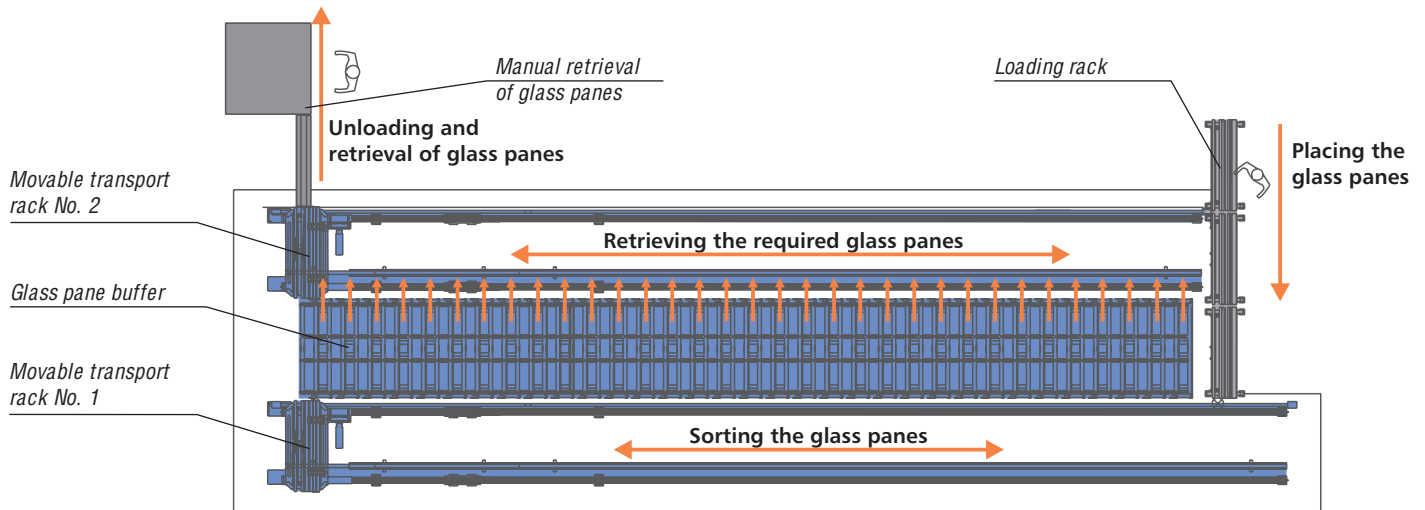 Manual retrieval
of glass panes
Loading rack
Unloading and
retrieval of glass panes
Placing the
glass panes
Movable transport
rack No. 2
Retrieving the required glass panes
Glass pane buffer
Movable transport
rack No. 1
Sorting the glass panes